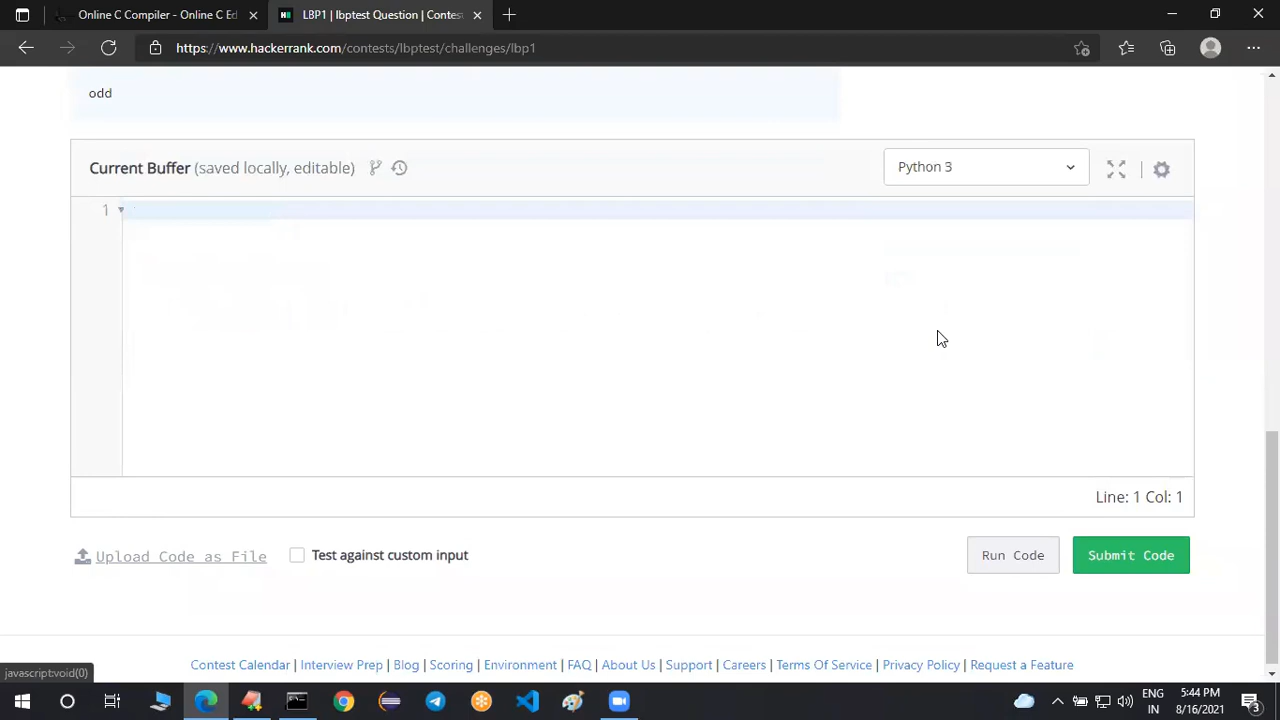 Online C Compiler - Online C Ed
LBP1 | lbptest Question | Contest
https://www.hackerrank.com/contests/lbptest/challenges/lbp1
odd
Current Buffer (saved locally, editable)
Python 3
1
Line: 1 Col: 1
Upload Code as File
Test against custom input
Run Code
Submit Code
Contest Calendar | Interview Prep | Blog | Scoring | Environment | FAQ | About Us | Support | Careers | Terms Of Service | Privacy Policy | Request a Feature
javascript:void(0)
ENG
IN
5:44 PM
8/16/2021
3